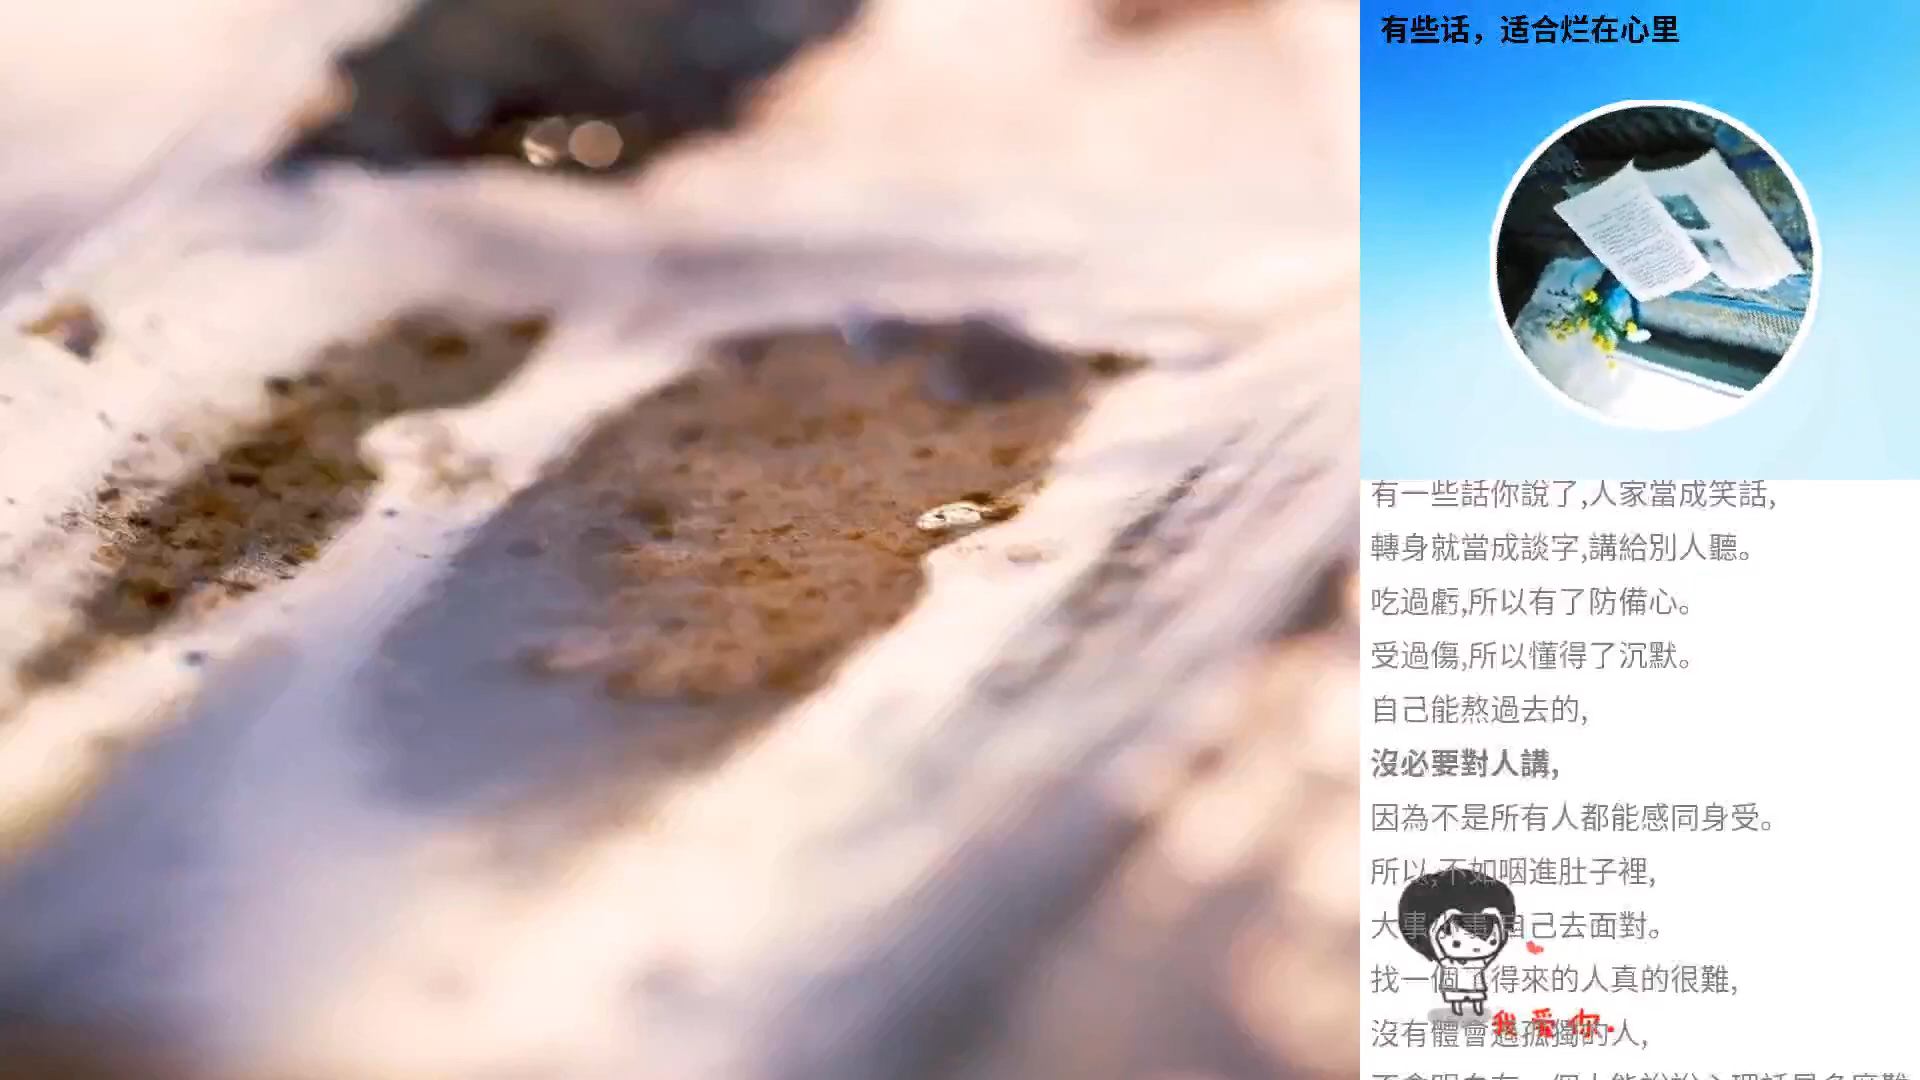 有些话，适合烂在心里
有一些話你說了,人家當成笑話,
轉身就當成談字,講給別人聽。
吃過虧,所以有了防備心。
受過傷,所以懂得了沉默。
自己能熬過去的,
沒必要對人講,
因為不是所有人都能感同身受。
所以,不如咽進肚子裡,
大事小事,自己去面對。
找一個了得來的人真的很難,
沒有體會過孤獨的人,
我愛你.